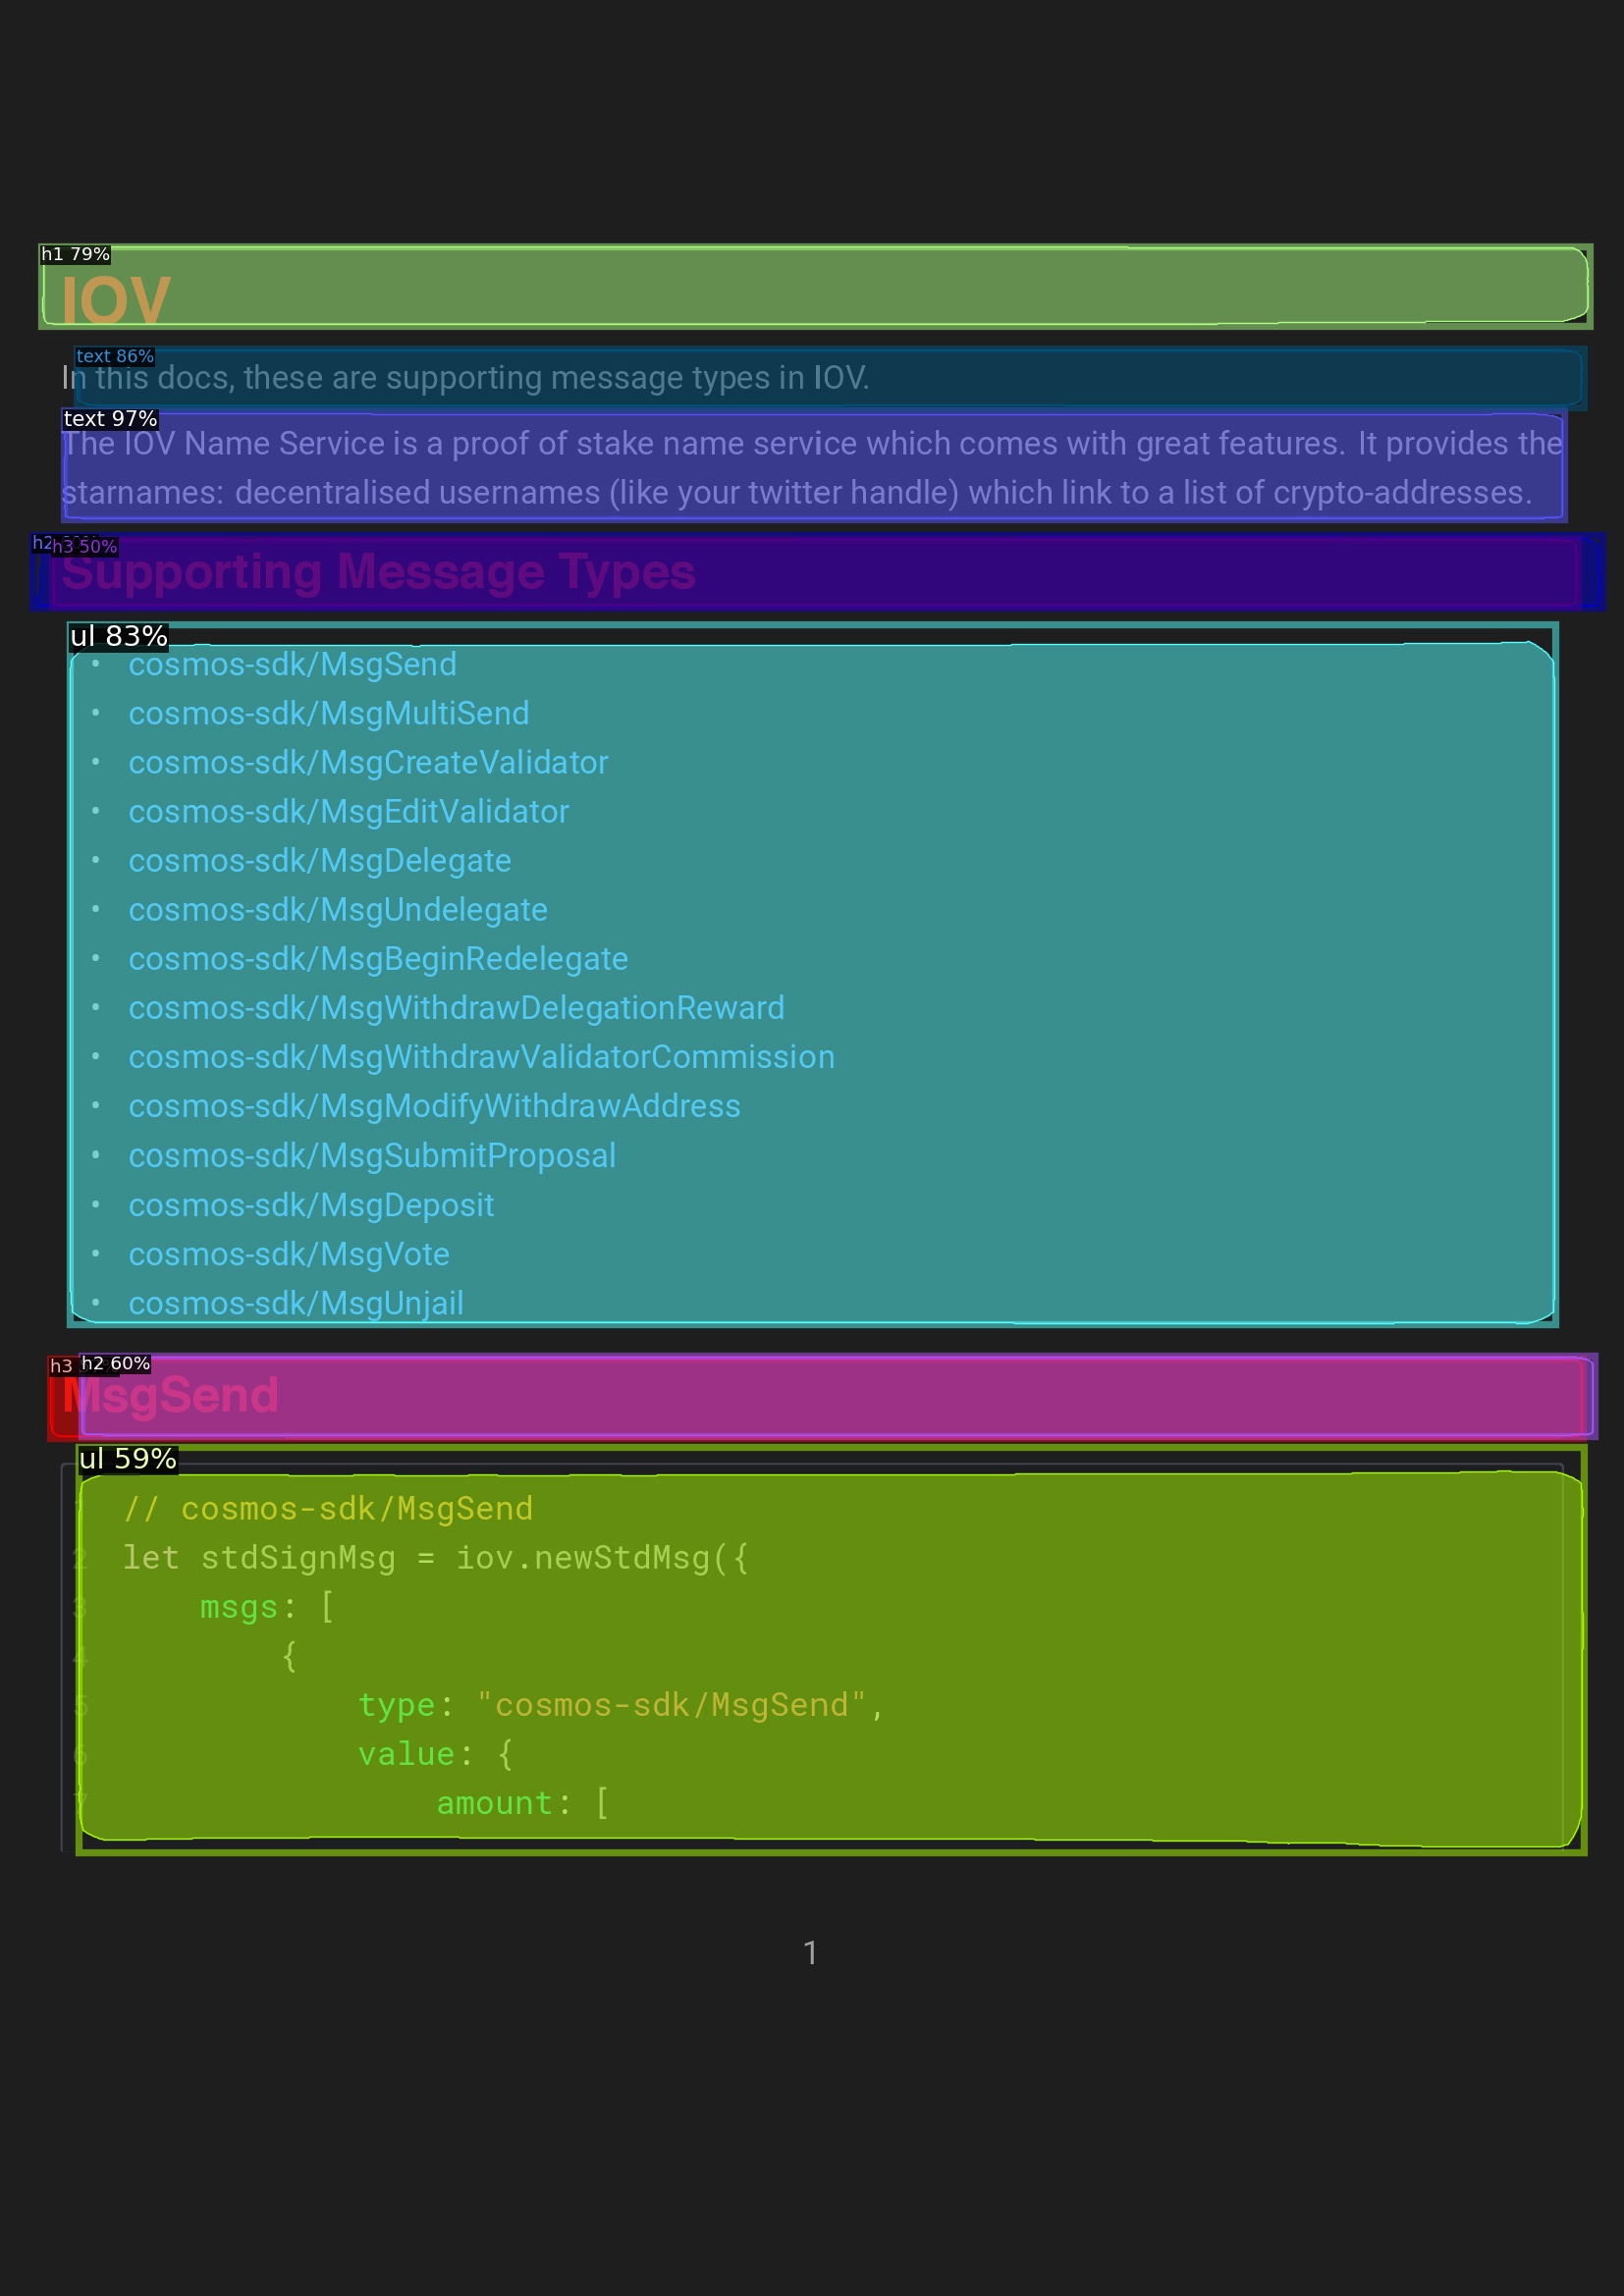 h1 79%
IOV
text 86%
In this docs, these are supporting message types in IOV.
text 97%
The IOV Name Service is a proof of stake name service which comes with great features. It provides the
starnames: decentralised usernames (like your twitter handle) which link to a list of crypto-addresses.
h2
h3 50%
Supporting Message Types
ul 83%
• cosmos-sdk/MsgSend
• cosmos-sdk/MsgMultiSend
• cosmos-sdk/MsgCreateValidator
• cosmos-sdk/MsgEditValidator
• cosmos-sdk/MsgDelegate
• cosmos-sdk/MsgUndelegate
• cosmos-sdk/MsgBeginRedelegate
• cosmos-sdk/MsgWithdrawDelegationReward
• cosmos-sdk/MsgWithdrawValidatorCommission
• cosmos-sdk/MsgModifyWithdrawAddress
• cosmos-sdk/MsgSubmitProposal
• cosmos-sdk/MsgDeposit
• cosmos-sdk/MsgVote
• cosmos-sdk/MsgUnjail
h3
h2 60%
MsgSend
ul 59%
// cosmos-sdk/MsgSend
2 let stdSignMsg = iov.newStdMsg({
3 msgs: [
4 {
5 type: "cosmos-sdk/MsgSend",
6 value: {
7 amount: [
1